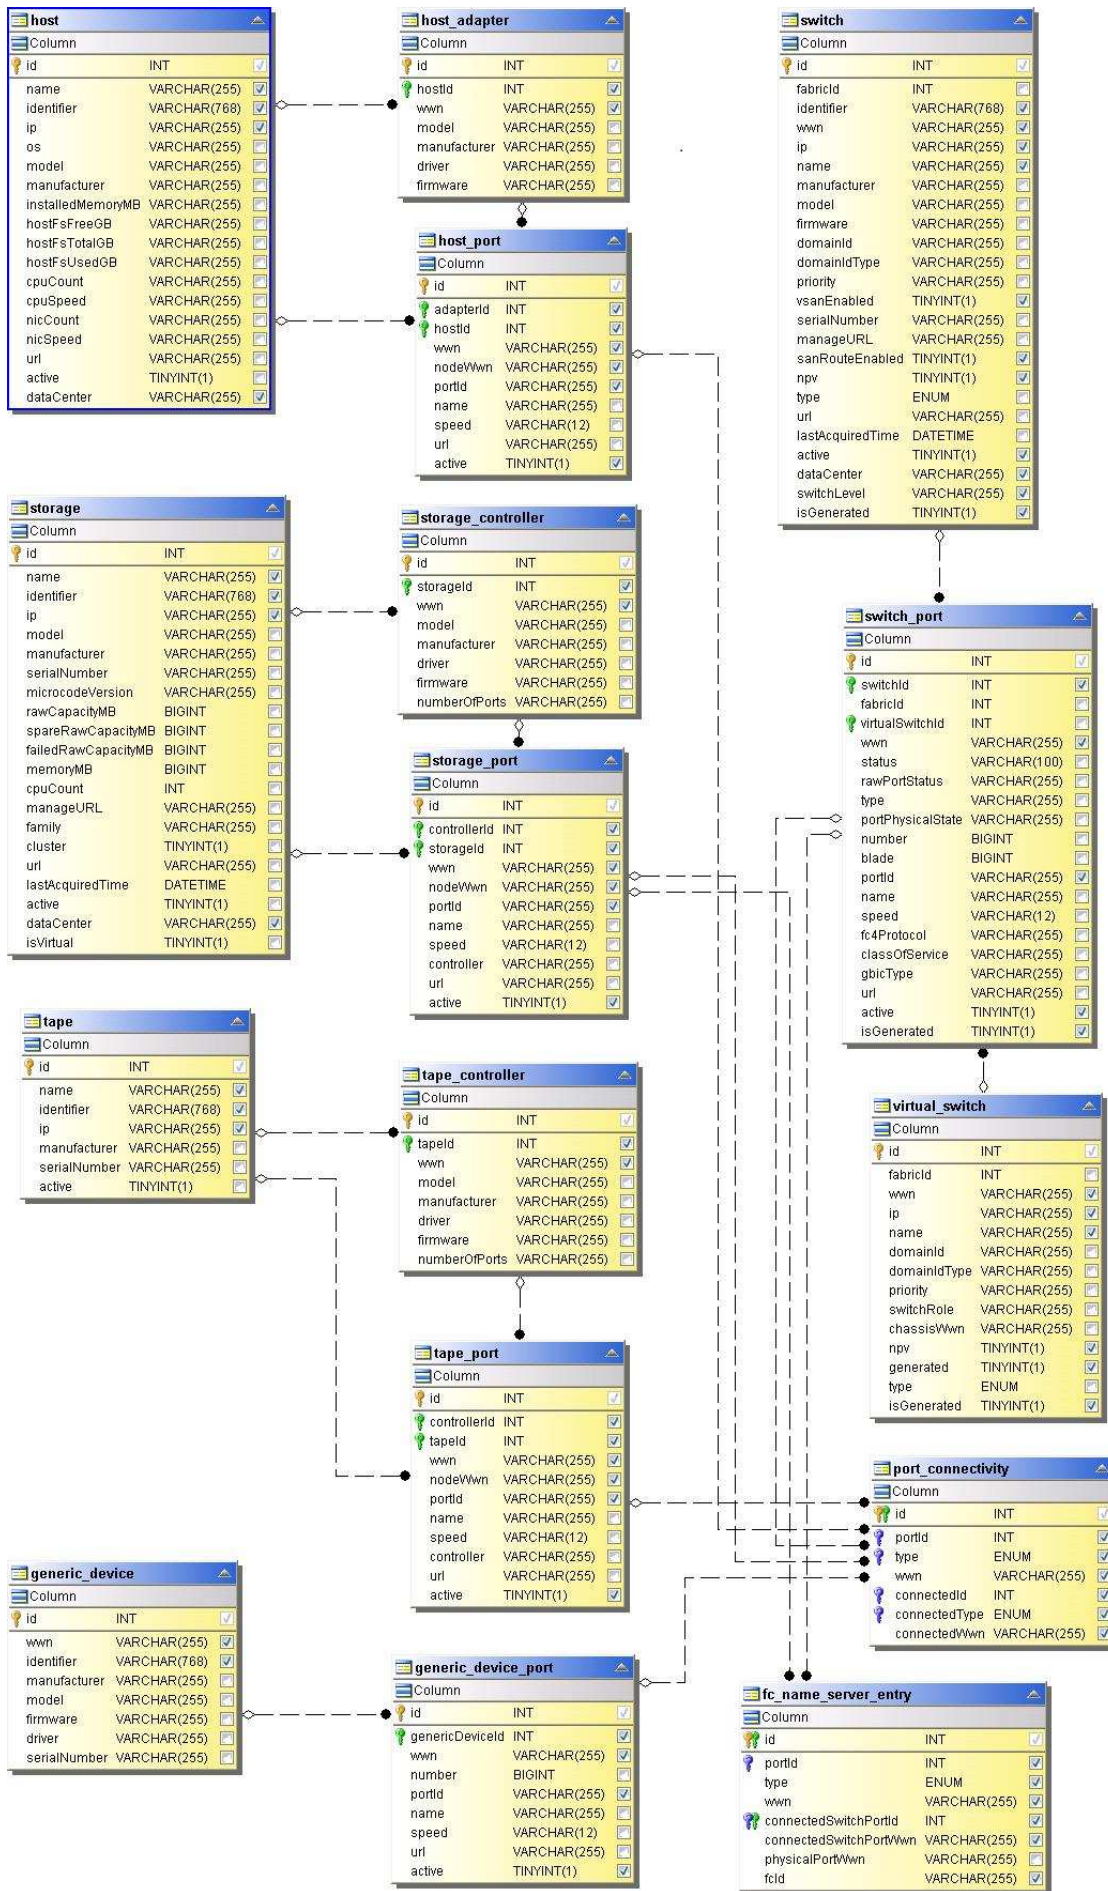 host
Column
id INT
name VARCHAR(255)
identifier VARCHAR(768)
ip VARCHAR(255)
os VARCHAR(255)
model VARCHAR(255)
manufacturer VARCHAR(255)
installedMemoryMB VARCHAR(255)
hostFsFreeGB VARCHAR(255)
hostFsTotalGB VARCHAR(255)
hostFsUsedGB VARCHAR(255)
cpuCount VARCHAR(255)
cpuSpeed VARCHAR(255)
nicCount VARCHAR(255)
nicSpeed VARCHAR(255)
url VARCHAR(255)
active TINYINT(1)
dataCenter VARCHAR(255)
host_adapter
Column
id INT
hostId INT
wwn VARCHAR(255)
model VARCHAR(255)
manufacturer VARCHAR(255)
driver VARCHAR(255)
firmware VARCHAR(255)
host_port
Column
id INT
adapterId INT
hostId INT
wwn VARCHAR(255)
nodeWwn VARCHAR(255)
portId VARCHAR(255)
name VARCHAR(255)
speed VARCHAR(12)
url VARCHAR(255)
active TINYINT(1)
switch
Column
id INT
fabricId INT
identifier VARCHAR(768)
wwn VARCHAR(255)
ip VARCHAR(255)
name VARCHAR(255)
manufacturer VARCHAR(255)
model VARCHAR(255)
firmware VARCHAR(255)
domainId VARCHAR(255)
domainIdType VARCHAR(255)
priority VARCHAR(255)
vsanEnabled TINYINT(1)
serialNumber VARCHAR(255)
manageURL VARCHAR(255)
sanRouteEnabled TINYINT(1)
npv TINYINT(1)
type ENUM
url VARCHAR(255)
lastAcquiredTime DATETIME
active TINYINT(1)
dataCenter VARCHAR(255)
switchLevel VARCHAR(255)
isGenerated TINYINT(1)
storage
Column
id INT
name VARCHAR(255)
identifier VARCHAR(768)
ip VARCHAR(255)
model VARCHAR(255)
manufacturer VARCHAR(255)
serialNumber VARCHAR(255)
microcodeVersion VARCHAR(255)
rawCapacityMB BIGINT
spareRawCapacityMB BIGINT
failedRawCapacityMB BIGINT
memoryMB BIGINT
cpuCount INT
manageURL VARCHAR(255)
family VARCHAR(255)
cluster TINYINT(1)
url VARCHAR(255)
lastAcquiredTime DATETIME
active TINYINT(1)
dataCenter VARCHAR(255)
isVirtual TINYINT(1)
storage_controller
Column
id INT
storageId INT
wwn VARCHAR(255)
model VARCHAR(255)
manufacturer VARCHAR(255)
driver VARCHAR(255)
firmware VARCHAR(255)
numberOfPorts VARCHAR(255)
storage_port
Column
id INT
controllerId INT
storageId INT
wwn VARCHAR(255)
nodeWwn VARCHAR(255)
portId VARCHAR(255)
name VARCHAR(255)
speed VARCHAR(12)
controller VARCHAR(255)
url VARCHAR(255)
active TINYINT(1)
switch_port
Column
id INT
switchId INT
fabricId INT
virtualSwitchId INT
wwn VARCHAR(255)
status VARCHAR(100)
rawPortStatus VARCHAR(255)
type VARCHAR(255)
portPhysicalState VARCHAR(255)
number BIGINT
blade BIGINT
portId VARCHAR(255)
name VARCHAR(255)
speed VARCHAR(12)
fc4Protocol VARCHAR(255)
classOfService VARCHAR(255)
gbicType VARCHAR(255)
url VARCHAR(255)
active TINYINT(1)
isGenerated TINYINT(1)
tape
Column
id INT
name VARCHAR(255)
identifier VARCHAR(768)
ip VARCHAR(255)
manufacturer VARCHAR(255)
serialNumber VARCHAR(255)
active TINYINT(1)
tape_controller
Column
id INT
tapeId INT
wwn VARCHAR(255)
model VARCHAR(255)
manufacturer VARCHAR(255)
driver VARCHAR(255)
firmware VARCHAR(255)
numberOfPorts VARCHAR(255)
virtual_switch
Column
id INT
fabricId INT
wwn VARCHAR(255)
ip VARCHAR(255)
name VARCHAR(255)
domainId VARCHAR(255)
domainIdType VARCHAR(255)
priority VARCHAR(255)
switchRole VARCHAR(255)
chassisWwn VARCHAR(255)
npv TINYINT(1)
generated TINYINT(1)
type ENUM
isGenerated TINYINT(1)
tape_port
Column
id INT
controllerId INT
tapeId INT
wwn VARCHAR(255)
nodeWwn VARCHAR(255)
portId VARCHAR(255)
name VARCHAR(255)
speed VARCHAR(12)
controller VARCHAR(255)
url VARCHAR(255)
active TINYINT(1)
port_connectivity
Column
id INT
portId INT
type ENUM
wwn VARCHAR(255)
connectedId INT
connectedType ENUM
connectedWwn VARCHAR(255)
generic_device
Column
id INT
wwn VARCHAR(255)
identifier VARCHAR(768)
manufacturer VARCHAR(255)
model VARCHAR(255)
firmware VARCHAR(255)
driver VARCHAR(255)
serialNumber VARCHAR(255)
generic_device_port
Column
id INT
genericDeviceId INT
wwn VARCHAR(255)
number BIGINT
portId VARCHAR(255)
name VARCHAR(255)
speed VARCHAR(12)
url VARCHAR(255)
active TINYINT(1)
fc_name_server_entry
Column
id INT
portId INT
type ENUM
wwn VARCHAR(255)
connectedSwitchPortId INT
connectedSwitchPortWwn VARCHAR(255)
physicalPortWwn VARCHAR(255)
fcId VARCHAR(255)